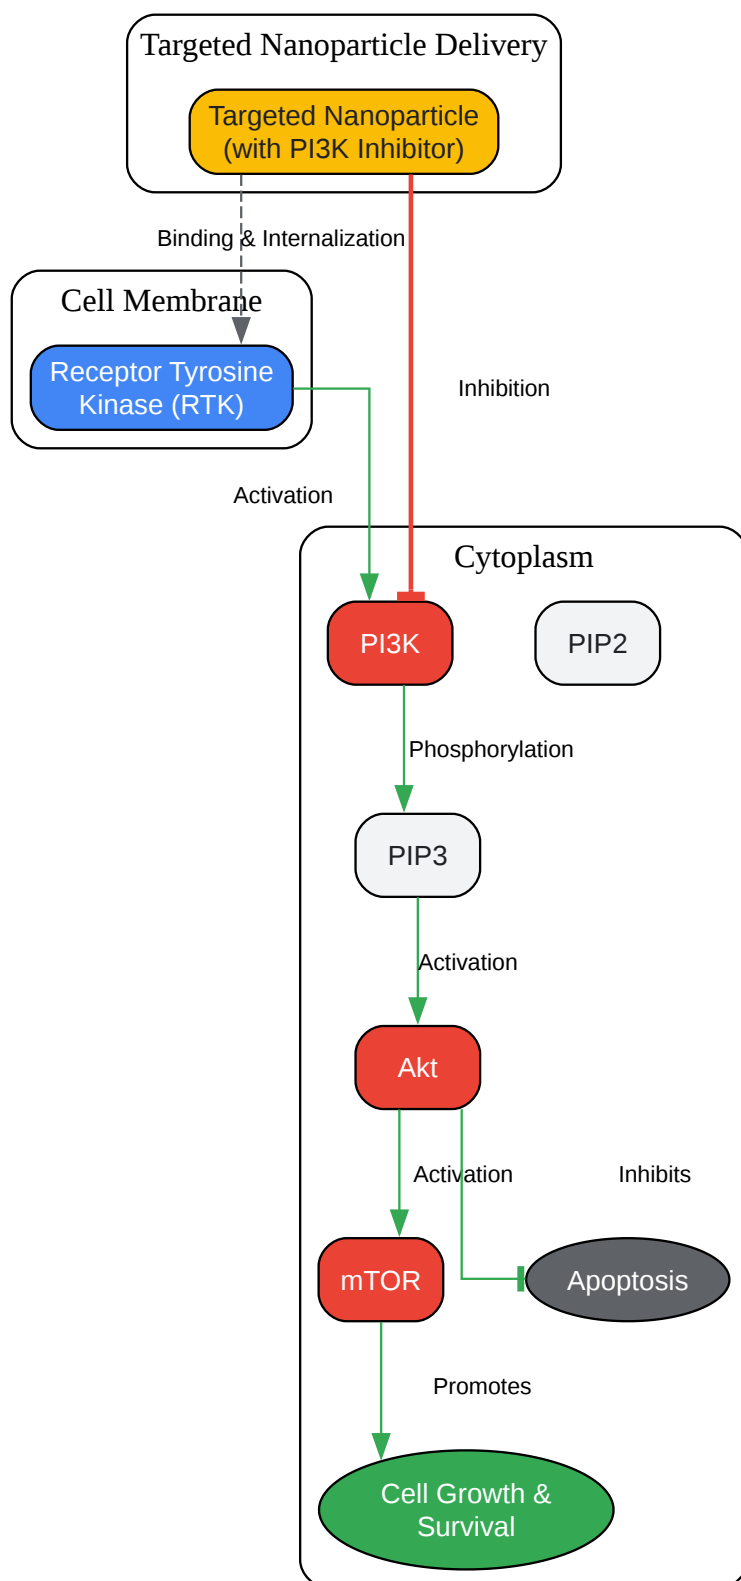 Targeted Nanoparticle Delivery
Targeted Nanoparticle
(with PI3K Inhibitor)
Binding & Internalization
Cell Membrane
Receptor Tyrosine
Kinase (RTK)
Inhibition
Activation
Cytoplasm
PI3K
PIP2
Phosphorylation
PIP3
Activation
Akt
Activation
Inhibits
mTOR
Apoptosis
Promotes
Cell Growth &
Survival